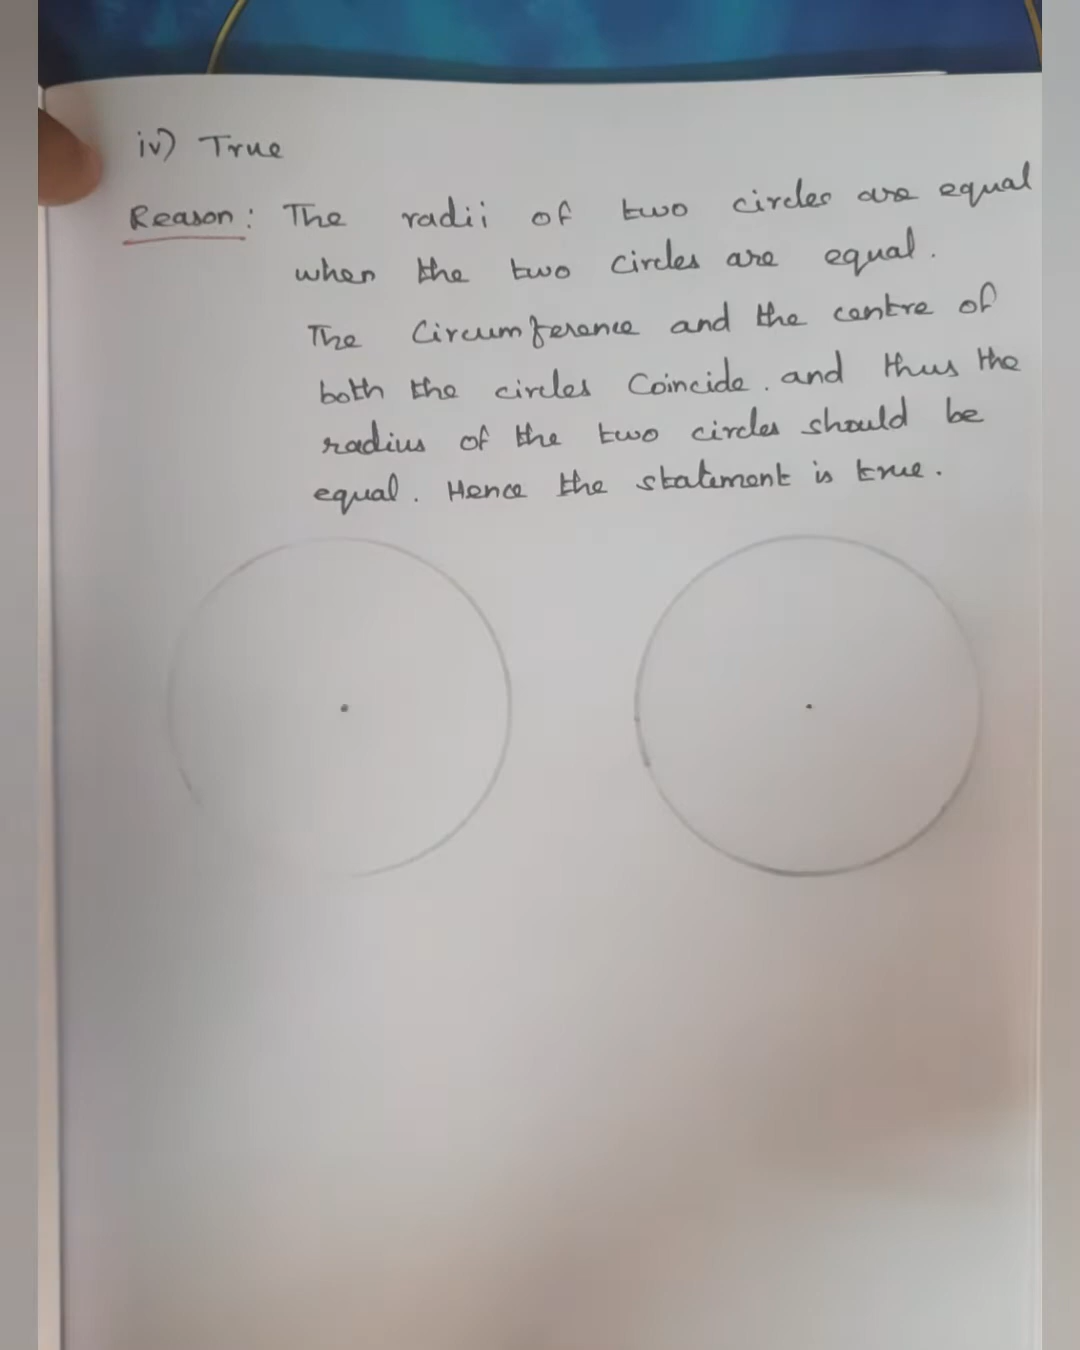 iv) True
Reason: The radii of two circles are equal
when the two circles are equal.
The Circumference and the centre of
both the circles Coincide. and thus the
radius of the two circles should be
equal. Hence the statement is true.